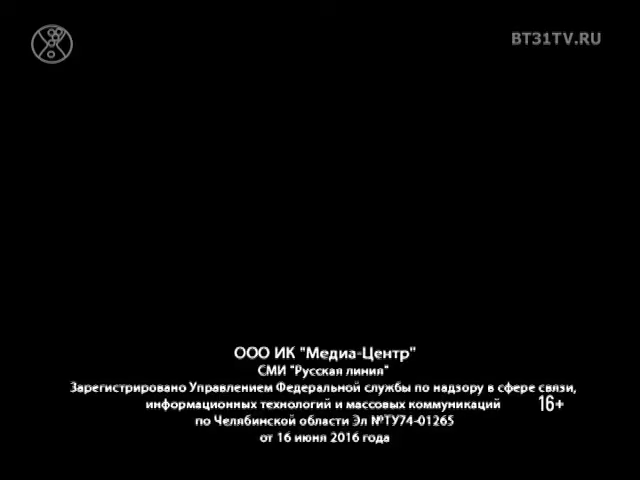 BT31TV.RU
ООО ИК "Медиа-Центр"
СМИ "Русская линия"
Зарегистрировано Управлением Федеральной службы по надзору в сфере связи,
информационных технологий и массовых коммуникаций
16+
по Челябинской области Эл №ТУ74-01265
от 16 июня 2016 года